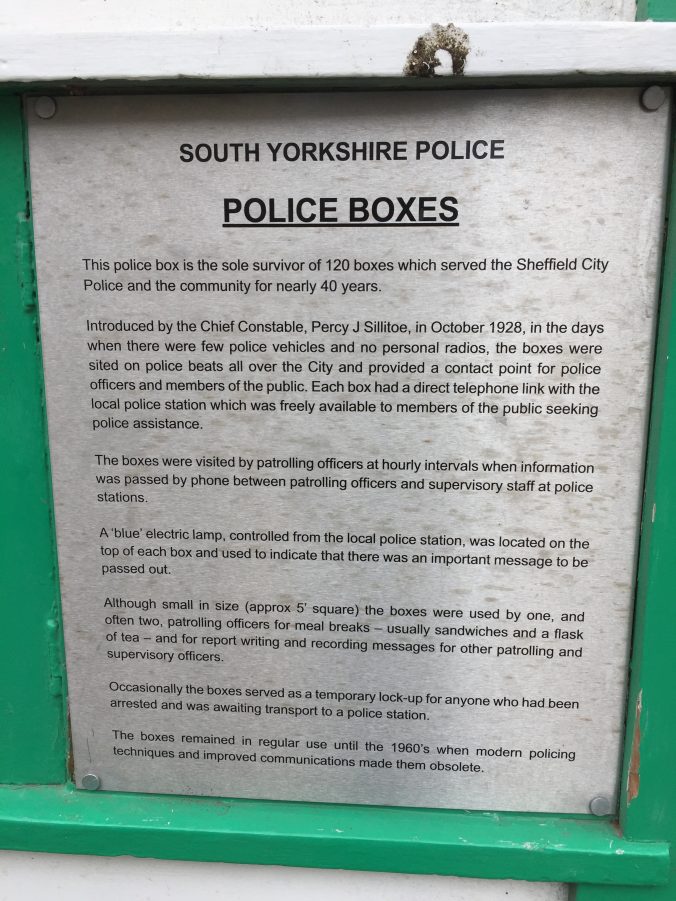 SOUTH YORKSHIRE POLICE
POLICE BOXES
This police box is the sole survivor of 120 boxes which served the Sheffield City
Police and the community for nearly 40 years.
Introduced by the Chief Constable, Percy J Sillitoe, in October 1928, in the days
when there were few police vehicles and no personal radios, the boxes were
sited on police beats all over the City and provided a contact point for police
officers and members of the public. Each box had a direct telephone link with the
local police station which was freely available to members of the public seeking
police assistance.
The boxes were visited by patrolling officers at hourly intervals when information
was passed by phone between patrolling officers and supervisory staff at police
stations.
A ‘blue’ electric lamp, controlled from the local police station, was located on the
top of each box and used to indicate that there was an important message to be
passed out.
Although small in size (approx 5’ square) the boxes were used by one, and
often two, patrolling officers for meal breaks – usually sandwiches and a flask
of tea – and for report writing and recording messages for other patrolling and
supervisory officers.
Occasionally the boxes served as a temporary lock-up for anyone who had been
arrested and was awaiting transport to a police station.
The boxes remained in regular use until the 1960’s when modern policing
techniques and improved communications made them obsolete.